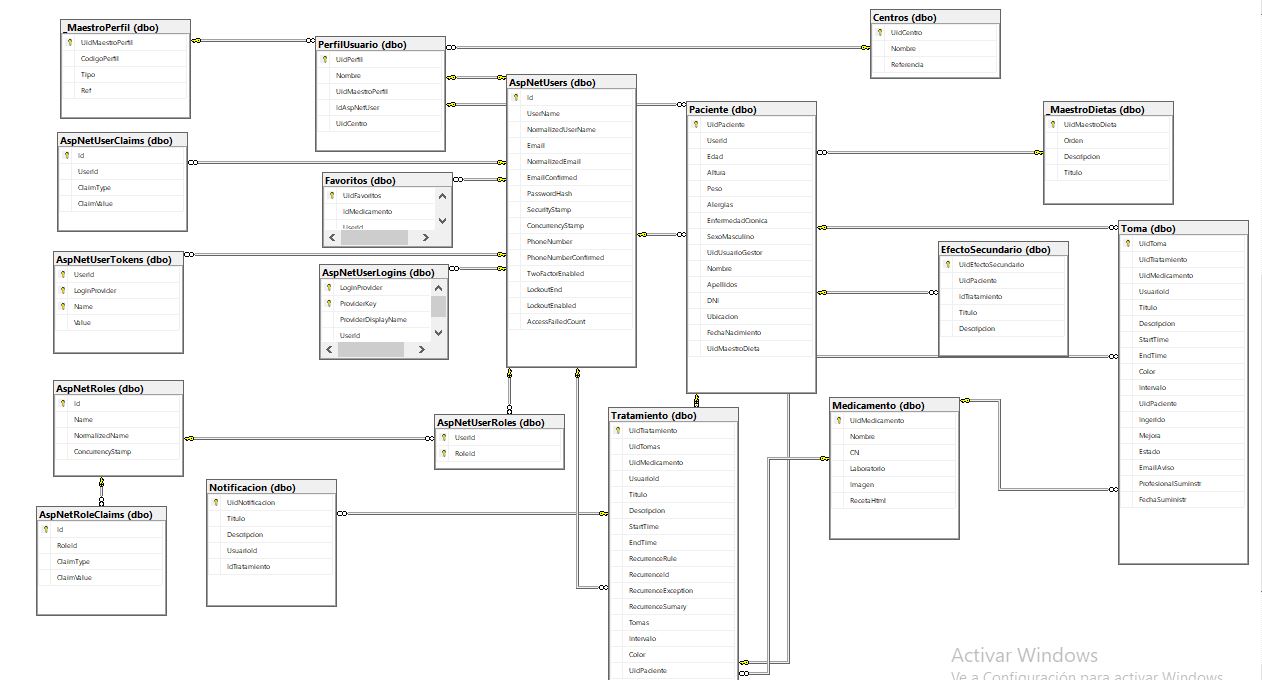 _MaestroPerfil (dbo)
UidMaestroPerfil
CodigoPerfil
Tipo
Ref
PerfilUsuario (dbo)
UidPerfil
Nombre
UidMaestroPerfil
IdAspNetUser
UidCentro
Centros (dbo)
UidCentro
Nombre
Referencia
AspNetUsers (dbo)
Id
UserName
NormalizedUserName
Email
NormalizedEmail
EmailConfirmed
PasswordHash
SecurityStamp
ConcurrencyStamp
PhoneNumber
PhoneNumberConfirmed
TwoFactorEnabled
LockoutEnd
LockoutEnabled
AccessFailedCount
Paciente (dbo)
UidPaciente
UserId
Edad
Altura
Peso
Alergias
EnfermedadCronica
SexoMasculino
UidUsuarioGestor
Nombre
Apellidos
DNI
Ubicacion
FechaNacimiento
UidMaestroDieta
_MaestroDietas (dbo)
UidMaestroDieta
Orden
Descripcion
Titulo
AspNetUserClaims (dbo)
Id
UserId
ClaimType
ClaimValue
Favoritos (dbo)
UidFavoritos
IdMedicamento
UserId
Toma (dbo)
UidToma
UidTratamiento
UidMedicamento
UsuarioId
Titulo
Descripcion
StartTime
EndTime
Color
Intervalo
UidPaciente
Ingerido
Mejora
Estado
EmailAviso
ProfesionalSuministr
FechaSuministr
EfectoSecundario (dbo)
UidEfectoSecundario
UidPaciente
IdTratamiento
Titulo
Descripcion
AspNetUserTokens (dbo)
UserId
LoginProvider
Name
Value
AspNetUserLogins (dbo)
LoginProvider
ProviderKey
ProviderDisplayName
UserId
AspNetRoles (dbo)
Id
Name
NormalizedName
ConcurrencyStamp
AspNetUserRoles (dbo)
UserId
RoleId
Tratamiento (dbo)
UidTratamiento
UidTomas
UidMedicamento
UsuarioId
Titulo
Descripcion
StartTime
EndTime
RecurrenceRule
RecurrenceId
RecurrenceException
RecurrenceSumary
Tomas
Intervalo
Color
UidPaciente
Medicamento (dbo)
UidMedicamento
Nombre
CN
Laboratorio
Imagen
RecetaHtml
Notificacion (dbo)
UidNotificacion
Titulo
Descripcion
UsuarioId
IdTratamiento
AspNetRoleClaims (dbo)
Id
RoleId
ClaimType
ClaimValue
Activar Windows
Ve a Configuración para activar Windows.